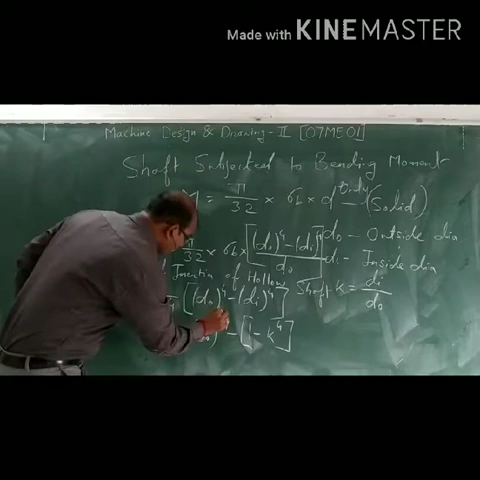 Made with KINEMASTER
Machine Design & Drawing - II [07ME01]
Shaft Subjected to Bending Moment
M = π/32 × σb × d (Solid)
π/32 × σb × [(do)⁴ - (di)⁴ / do] do - Outside dia
di - Inside dia
Inertia of Hollow Shaft k = di/do
[(do)⁴ - (di)⁴]
[1 - k⁴]